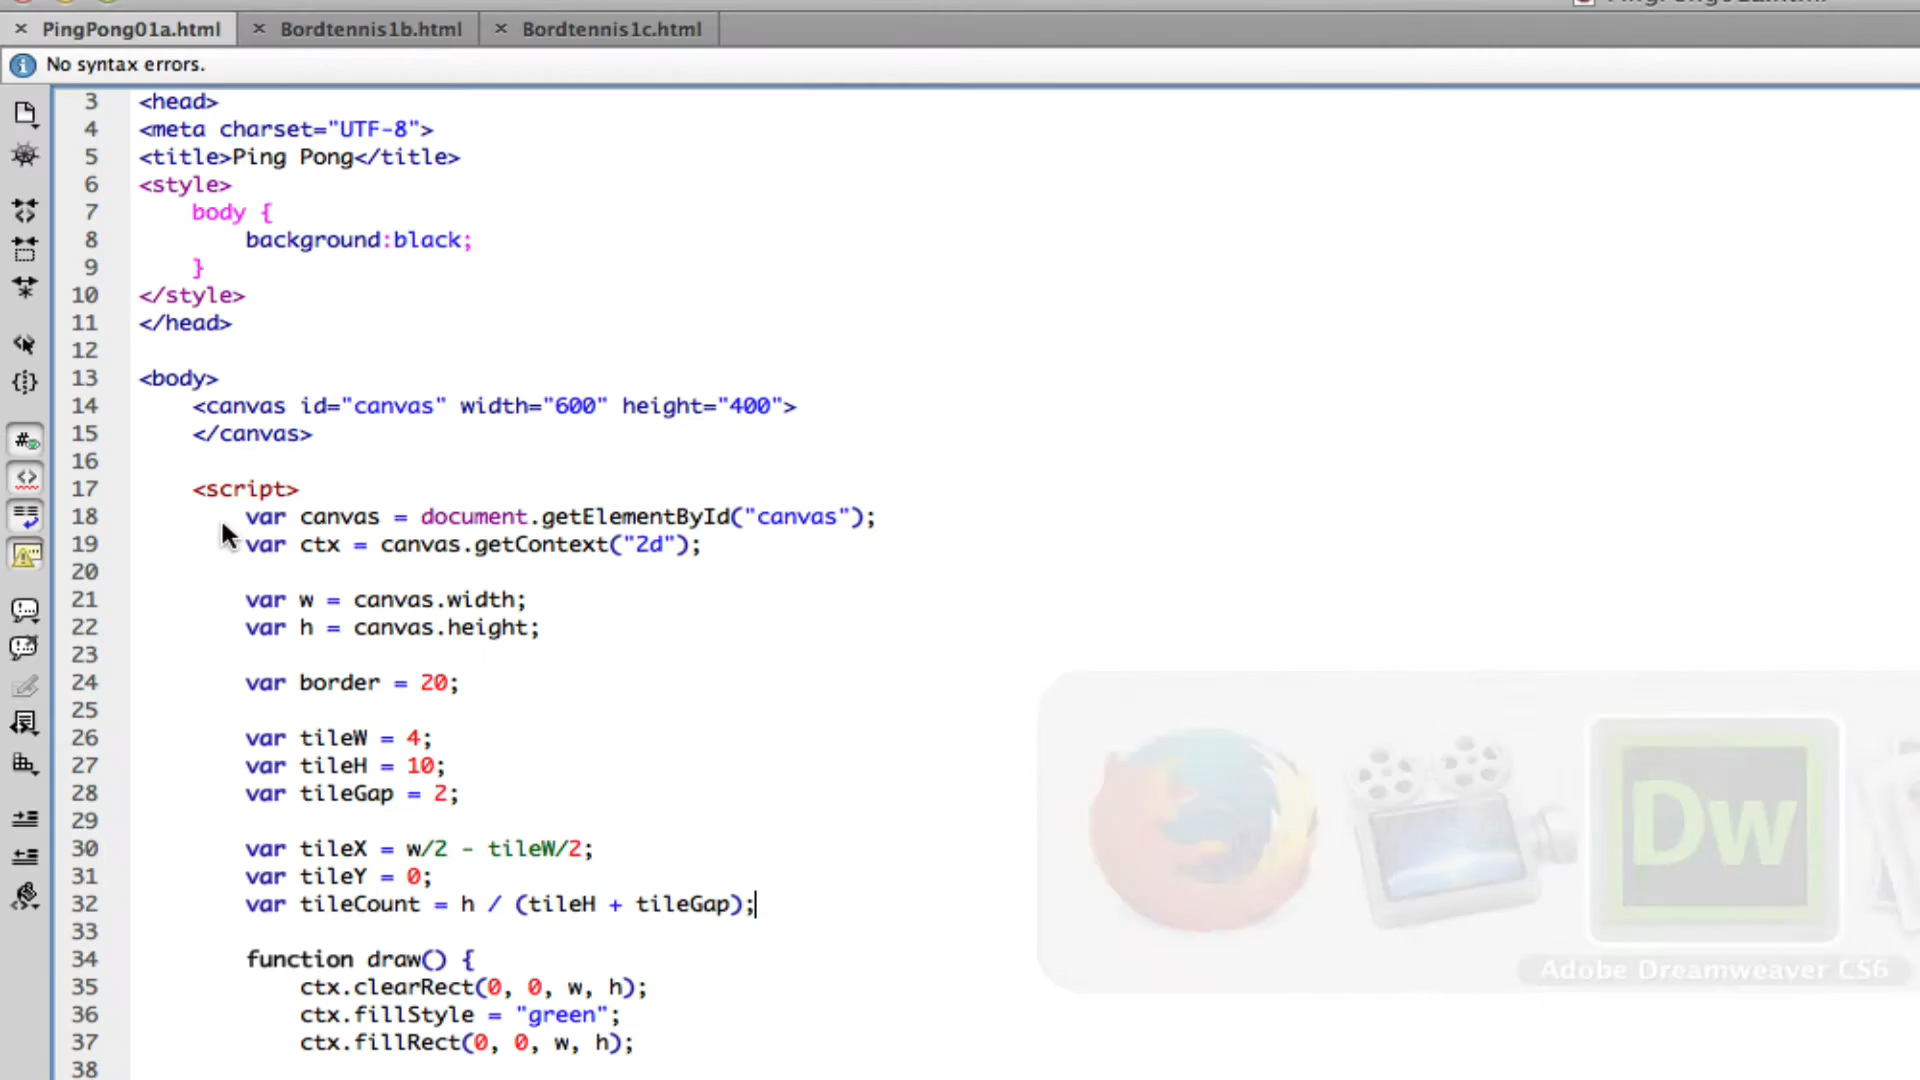 PingPong01a.html
Bordtennis1b.html
Bordtennis1c.html
No syntax errors.
3 <head>
4 <meta charset="UTF-8">
5 <title>Ping Pong</title>
6 <style>
7 body {
8 background:black;
9 }
10 </style>
11 </head>
12
13 <body>
14 <canvas id="canvas" width="600" height="400">
15 </canvas>
16
17 <script>
18 var canvas = document.getElementById("canvas");
19 var ctx = canvas.getContext("2d");
20
21 var w = canvas.width;
22 var h = canvas.height;
23
24 var border = 20;
25
26 var tileW = 4;
27 var tileH = 10;
28 var tileGap = 2;
29
30 var tileX = w/2 - tileW/2;
31 var tileY = 0;
32 var tileCount = h / (tileH + tileGap);
33
34 function draw() {
35 ctx.clearRect(0, 0, w, h);
36 ctx.fillStyle = "green";
37 ctx.fillRect(0, 0, w, h);
38
Dw
Adobe Dreamweaver CS6